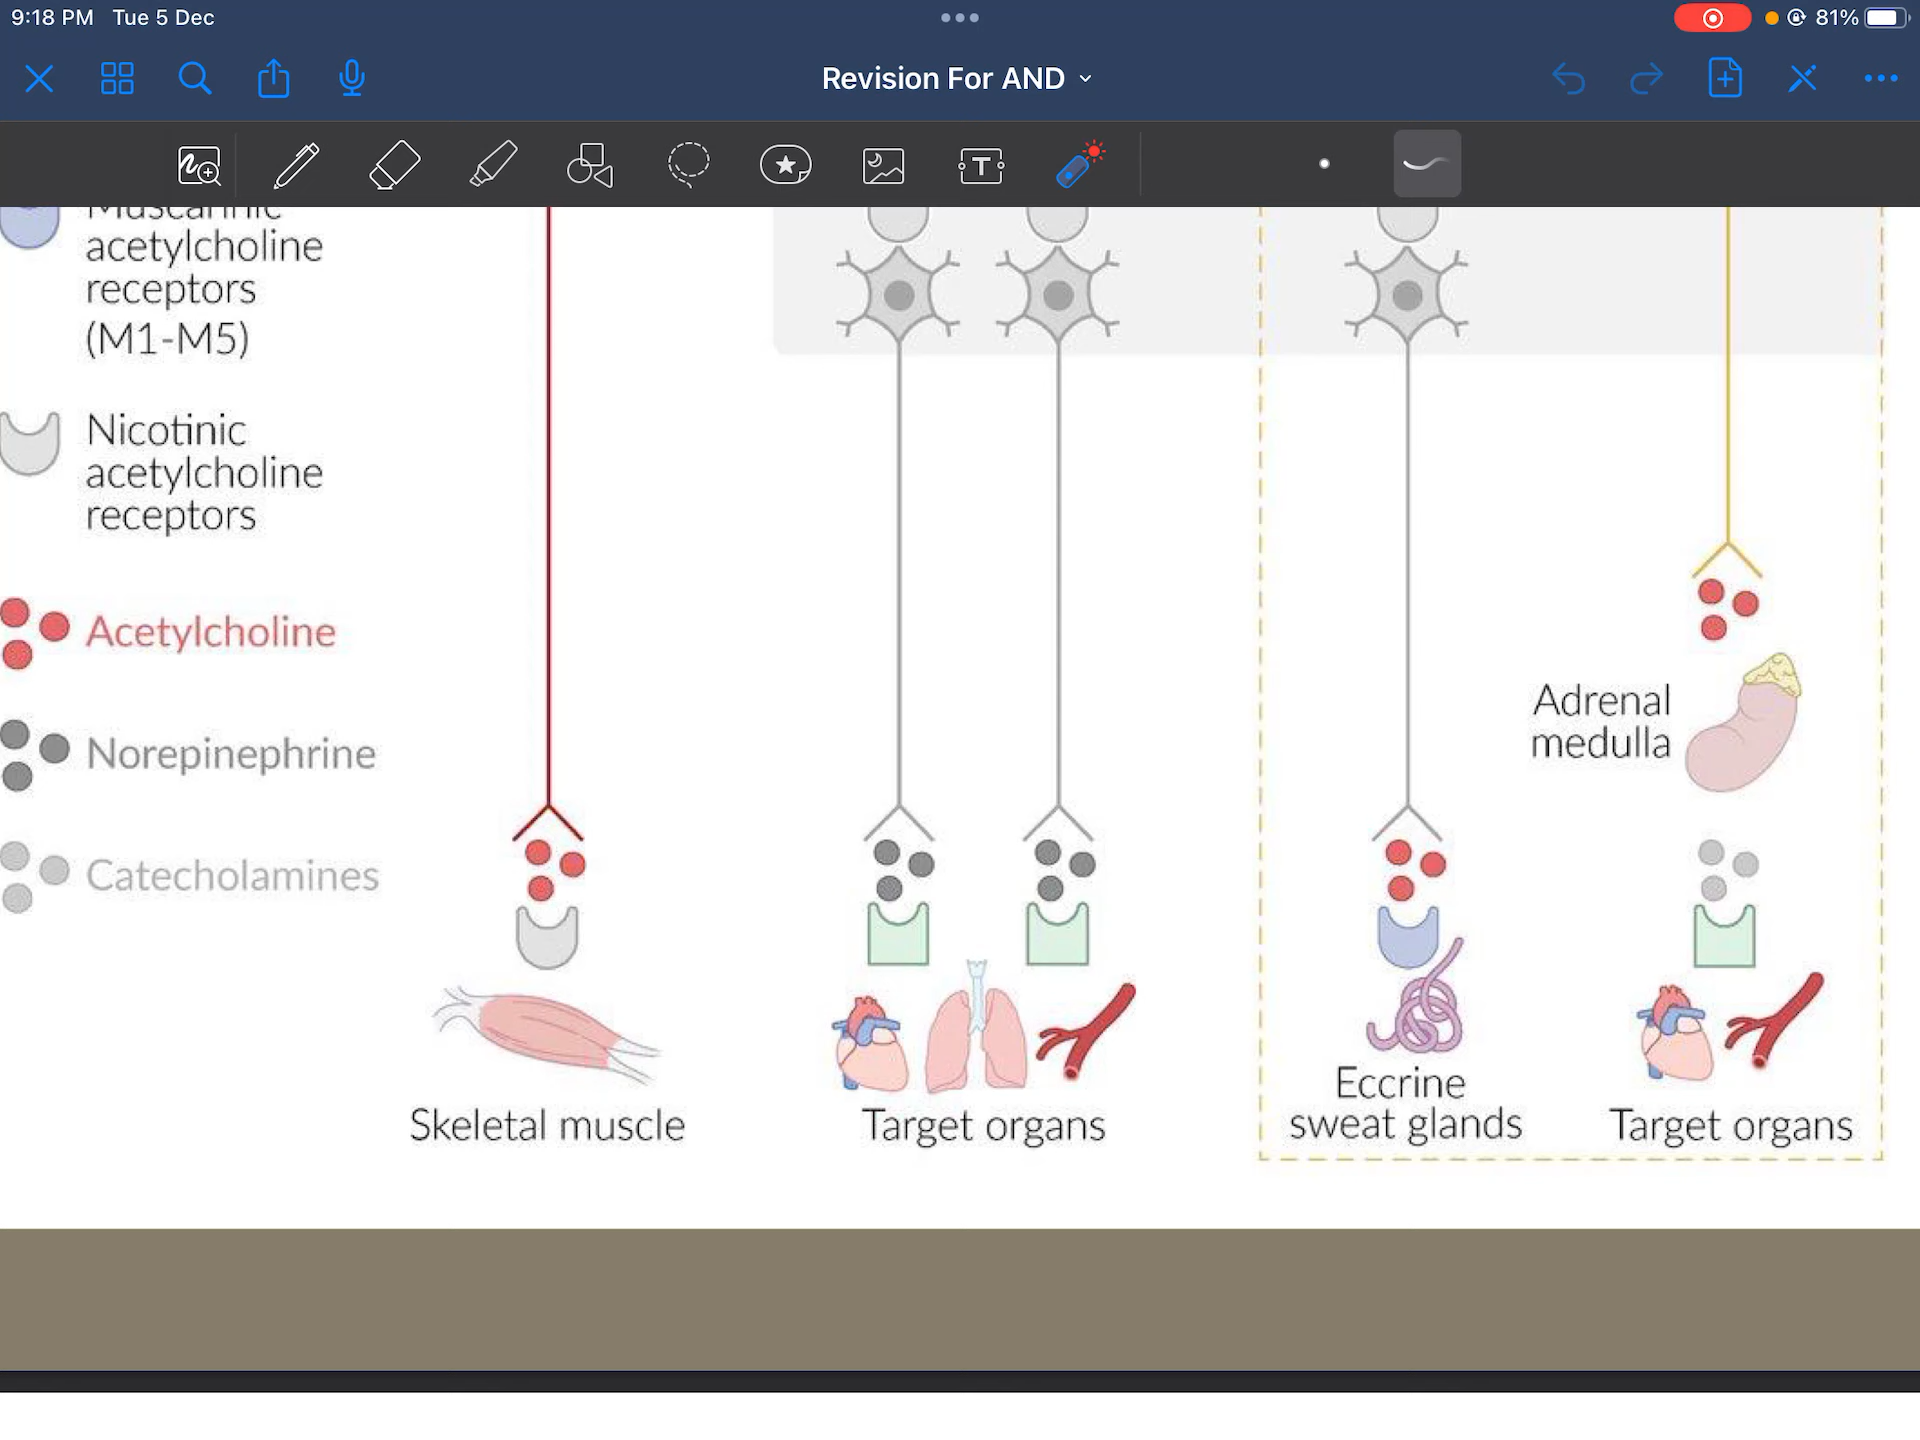 9:18 PM Tue 5 Dec
81%
Revision For AND
T
Muscarinic
acetylcholine
receptors
(M1-M5)
Nicotinic
acetylcholine
receptors
Acetylcholine
Norepinephrine
Catecholamines
Adrenal
medulla
Skeletal muscle
Target organs
Eccrine
sweat glands
Target organs